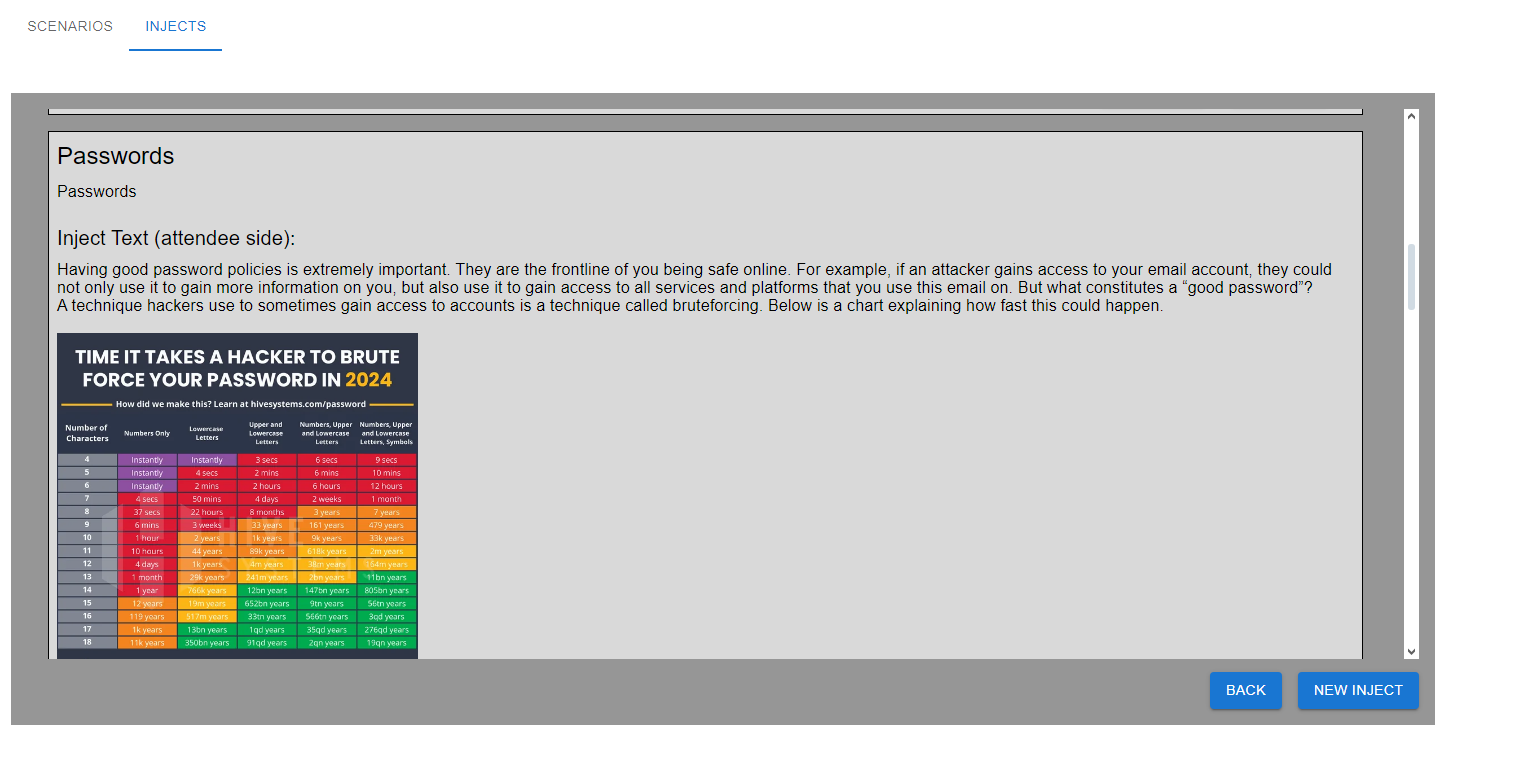 SCENARIOS INJECTS
Passwords
Passwords
Inject Text (attendee side):
Having good password policies is extremely important. They are the frontline of you being safe online. For example, if an attacker gains access to your email account, they could
not only use it to gain more information on you, but also use it to gain access to all services and platforms that you use this email on. But what constitutes a “good password”?
A technique hackers use to sometimes gain access to accounts is a technique called bruteforcing. Below is a chart explaining how fast this could happen.
TIME IT TAKES A HACKER TO BRUTE
FORCE YOUR PASSWORD IN 2024
How did we make this? Learn at hivesystems.com/password
Number of Characters Numbers Only Lowercase Letters Upper and Lowercase Letters Numbers, Upper and Lowercase Letters Numbers, Upper and Lowercase Letters, Symbols
4 Instantly Instantly 3 secs 6 secs 9 secs
5 Instantly 4 secs 2 mins 6 mins 10 mins
6 Instantly 2 mins 2 hours 6 hours 12 hours
7 4 secs 50 mins 4 days 2 weeks 1 month
8 37 secs 22 hours 8 months 3 years 7 years
9 6 mins 3 weeks 33 years 161 years 479 years
10 1 hour 2 years 1k years 9k years 33k years
11 10 hours 44 years 89k years 618k years 2m years
12 4 days 1k years 4m years 38m years 164m years
13 1 month 29k years 241m years 2bn years 11bn years
14 1 year 766k years 12bn years 147bn years 805bn years
15 12 years 19m years 652bn years 9tn years 56tn years
16 119 years 517m years 33tn years 566tn years 3qd years
17 1k years 13bn years 1qd years 35qd years 276qd years
18 11k years 350bn years 91qd years 2qn years 19qn years
HIVE
SYSTEMS
BACK NEW INJECT